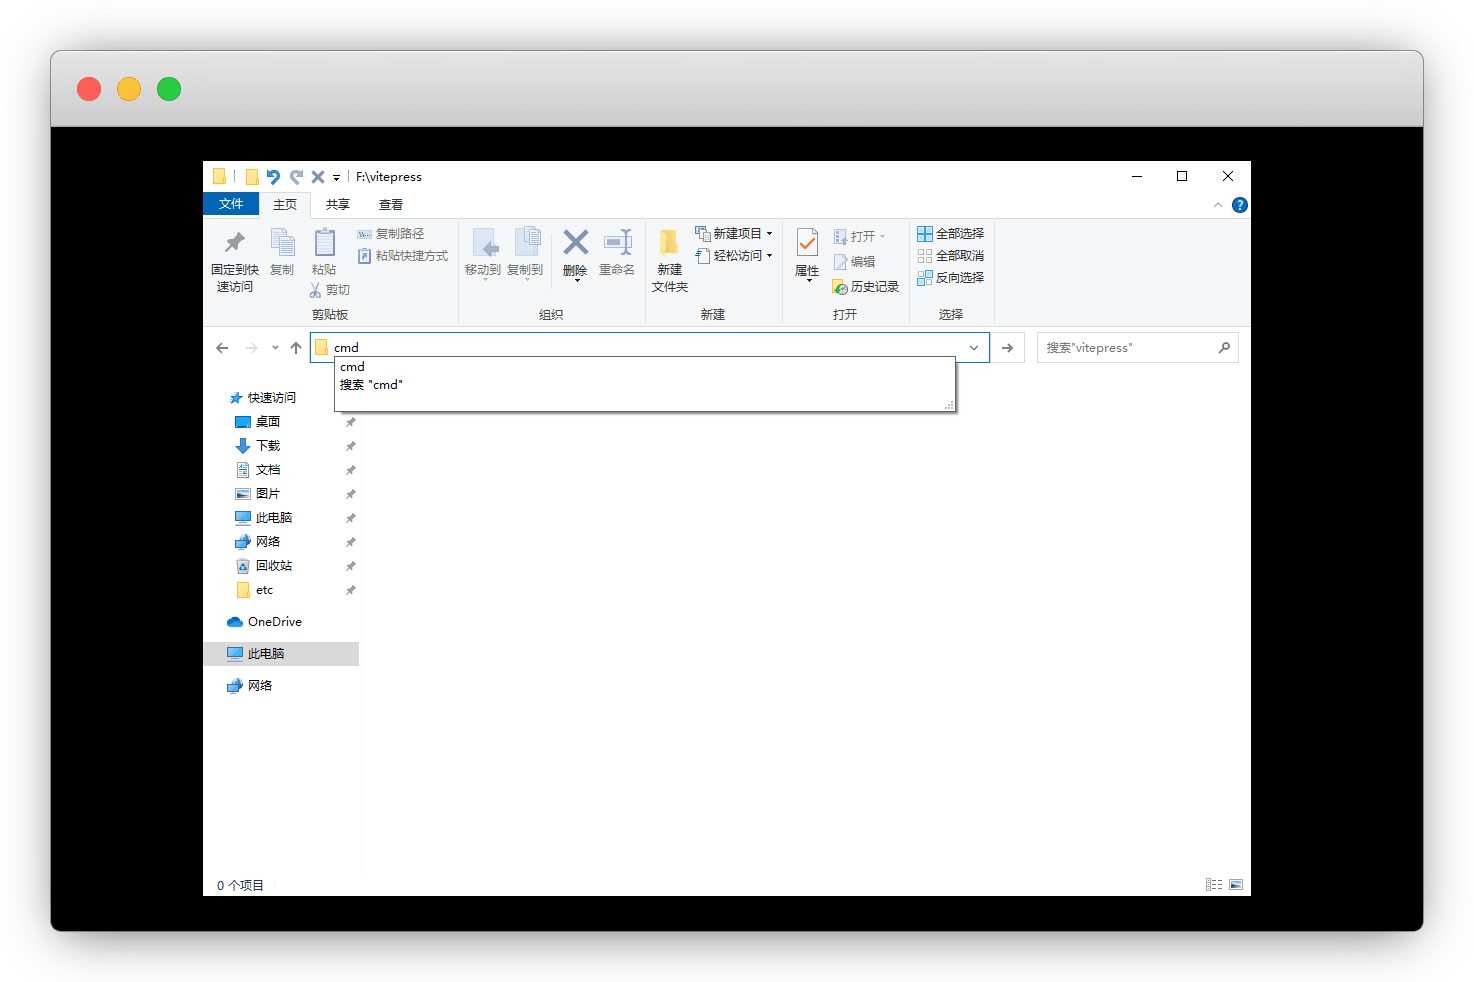 F:\vitepress
文件 主页 共享 查看
固定到快速访问
复制
粘贴
复制路径
粘贴快捷方式
剪切
剪贴板
移动到
复制到
删除
重命名
组织
新建
文件夹
新建项目
轻松访问
新建
属性
打开
编辑
历史记录
打开
全部选择
全部取消
反向选择
选择
cmd
搜索"vitepress"
cmd
搜索 "cmd"
快速访问
桌面
下载
文档
图片
此电脑
网络
回收站
etc
OneDrive
此电脑
网络
0 个项目